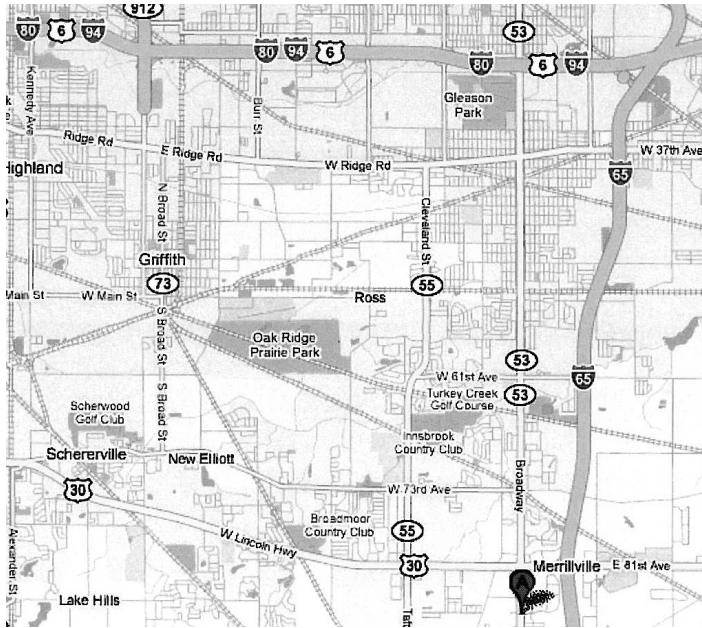 912
53
80
6
94
80
94
6
80
6
94
Kennedy Ave
Burr St
Gleason
Park
Ridge Rd
E Ridge Rd
W Ridge Rd
W 37th Ave
Highland
65
N Broad St
Cleveland St
Griffith
73
Main St
W Main St
Ross
55
S Broad St
Oak Ridge
Prairie Park
53
W 61st Ave
65
S Broad St
53
Turkey Creek
Golf Course
Scherwood
Golf Club
Innsbrook
Country Club
Schererville
New Elliott
Broadway
30
W 73rd Ave
Alexander St
W Lincoln Hwy
Broadmoor
Country Club
55
30
Merrillville
E 81st Ave
A
Lake Hills